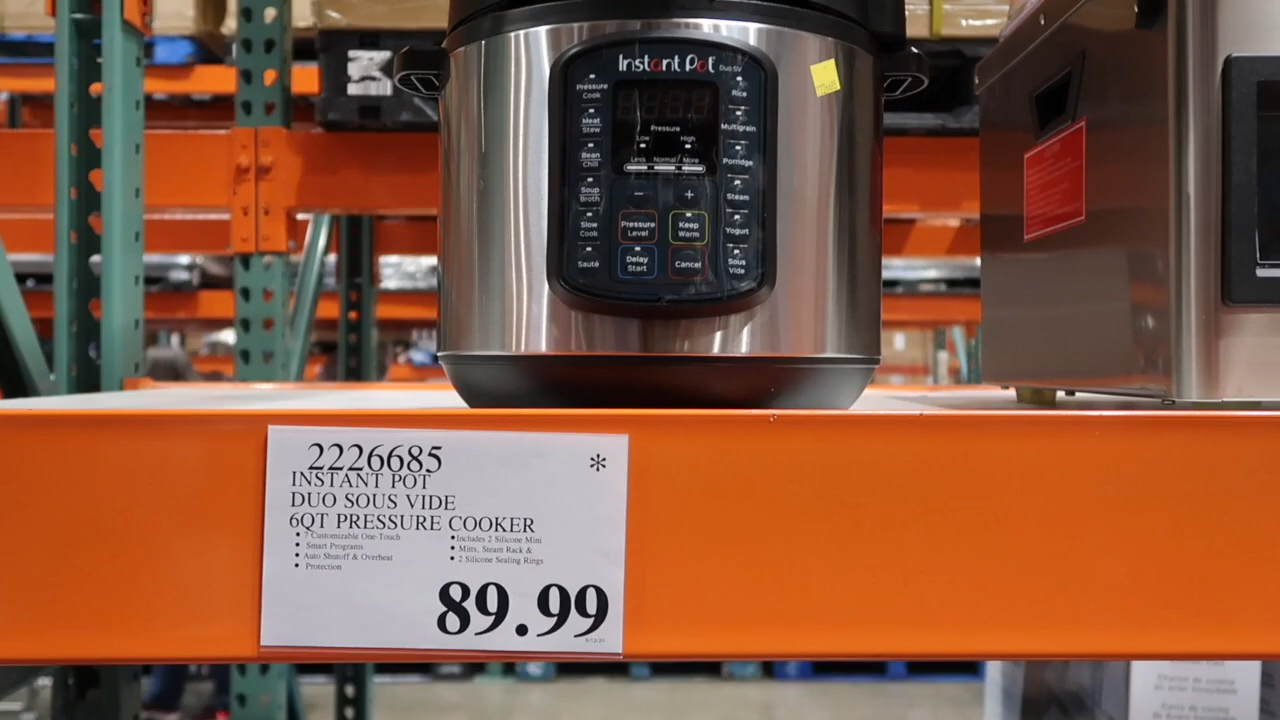 Instant Pot Duo SV
Pressure
Cook
Meat
Stew
Bean
Chili
Soup
Broth
Slow
Cook
Sauté
Pressure
Low High
Less Normal More
− +
Pressure
Level
Keep
Warm
Delay
Start
Cancel
Rice
Multigrain
Porridge
Steam
Yogurt
Sous
Vide
2226685
*
INSTANT POT
DUO SOUS VIDE
6QT PRESSURE COOKER
• 7 Customizable One-Touch
• Smart Programs
• Auto Shutoff & Overheat
• Protection
• Includes 2 Silicone Mini
• Mitts, Steam Rack &
• 2 Silicone Sealing Rings
89.99